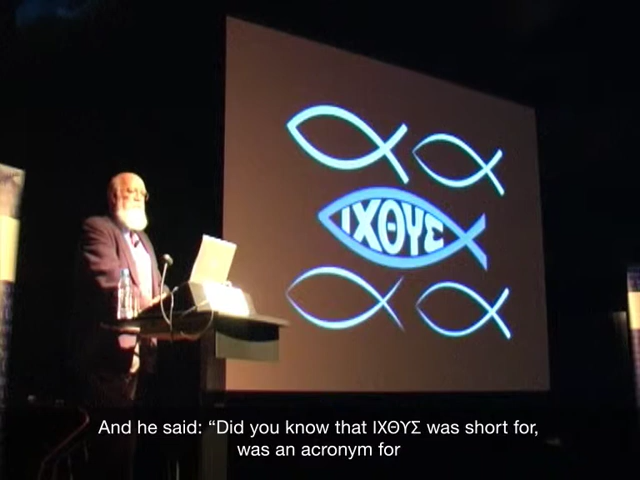 ΙΧΘΥΣ
And he said: “Did you know that ΙΧΘΥΣ was short for,
was an acronym for